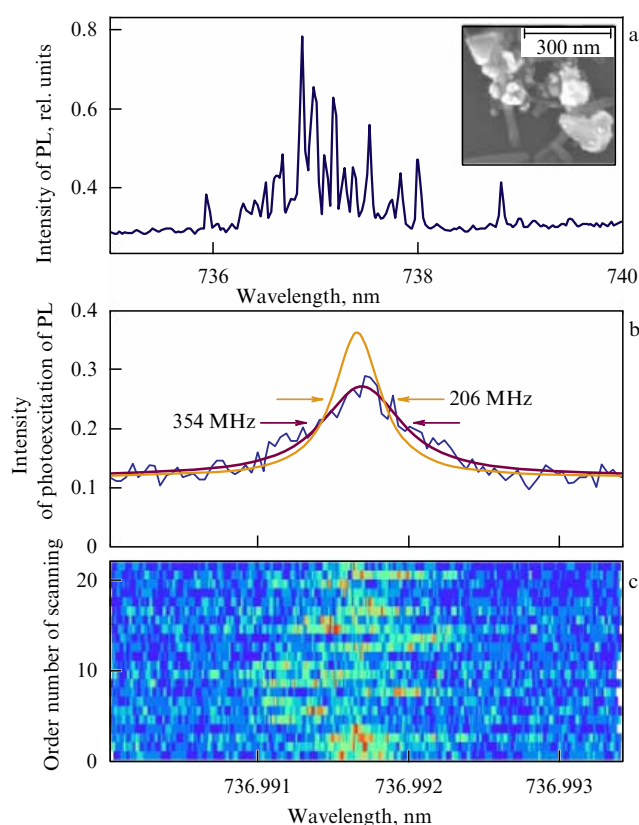 a
300 nm
Intensity of PL, rel. units
0.8
0.6
0.4
736
738
740
Wavelength, nm
b
Intensity
of photoexcitation of PL
0.4
0.3
0.2
0.1
0
206 MHz
354 MHz
c
Order number of scanning
20
10
0
736.991
736.992
736.993
Wavelength, nm